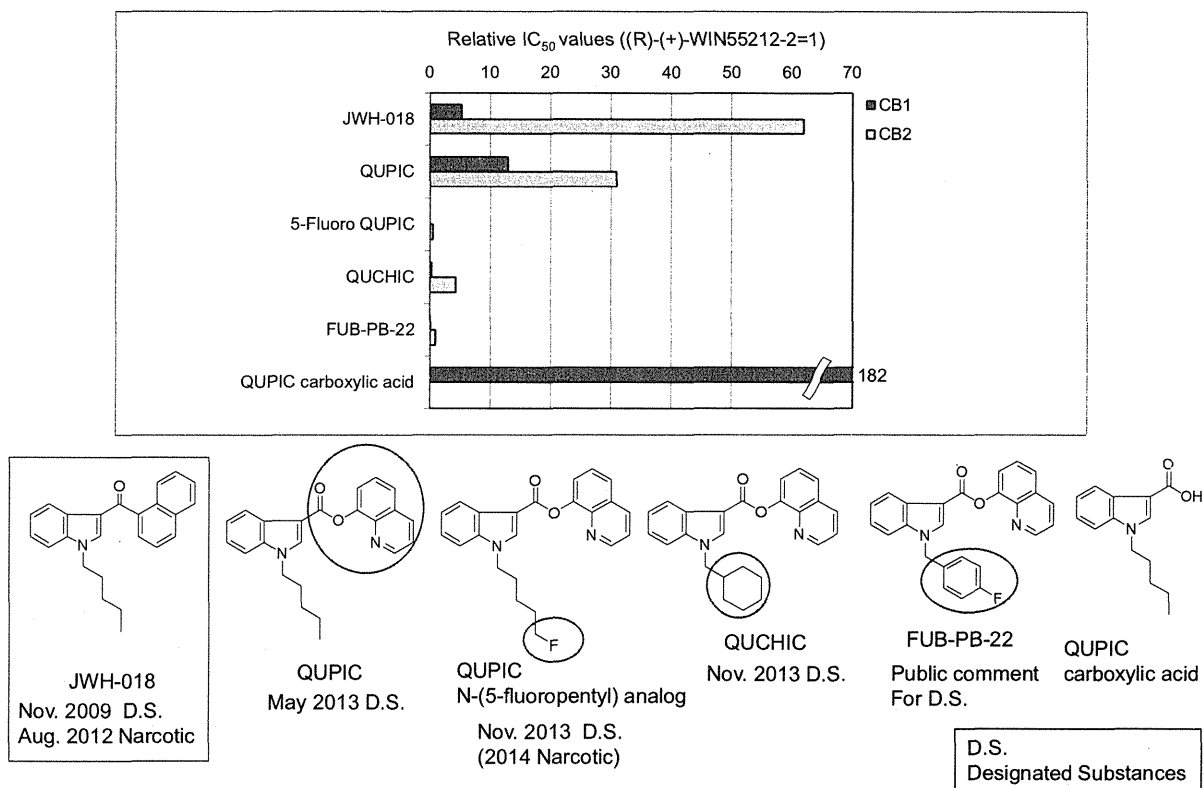 Relative IC50 values ((R)-(+)-WIN55212-2=1)
0 10 20 30 40 50 60 70
JWH-018
QUPIC
5-Fluoro QUPIC
QUCHIC
FUB-PB-22
QUPIC carboxylic acid
182
CB1
CB2
O
N
JWH-018
Nov. 2009 D.S.
Aug. 2012 Narcotic
O
O
N
N
QUPIC
May 2013 D.S.
O
O
N
N
F
QUPIC
N-(5-fluoropentyl) analog
Nov. 2013 D.S.
(2014 Narcotic)
O
O
N
N
QUCHIC
Nov. 2013 D.S.
O
O
N
N
F
FUB-PB-22
Public comment
For D.S.
O
OH
N
QUPIC
carboxylic acid
D.S.
Designated Substances